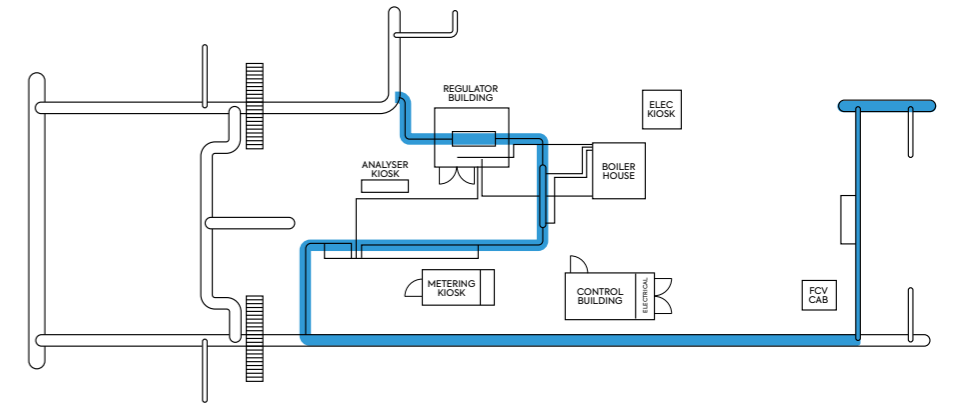 REGULATOR
BUILDING
ELEC
KIOSK
ANALYSER
KIOSK
BOILER
HOUSE
METERING
KIOSK
CONTROL
BUILDING
ELECTRICAL
FCV
CAB